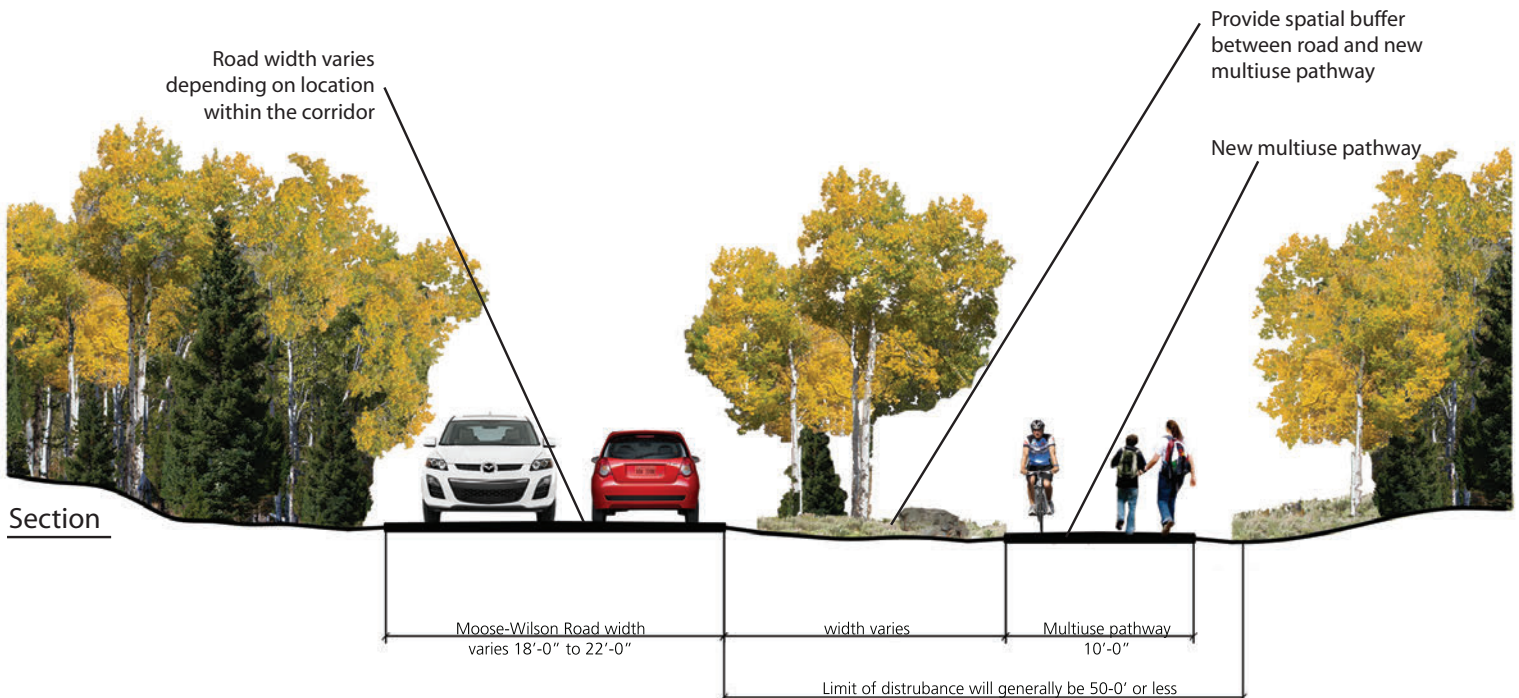 Road width varies
depending on location
within the corridor
Provide spatial buffer
between road and new
multiuse pathway
New multiuse pathway
Section
Moose-Wilson Road width
varies 18’-0” to 22’-0”
width varies
Multiuse pathway
10’-0”
Limit of distrubance will generally be 50-0’ or less